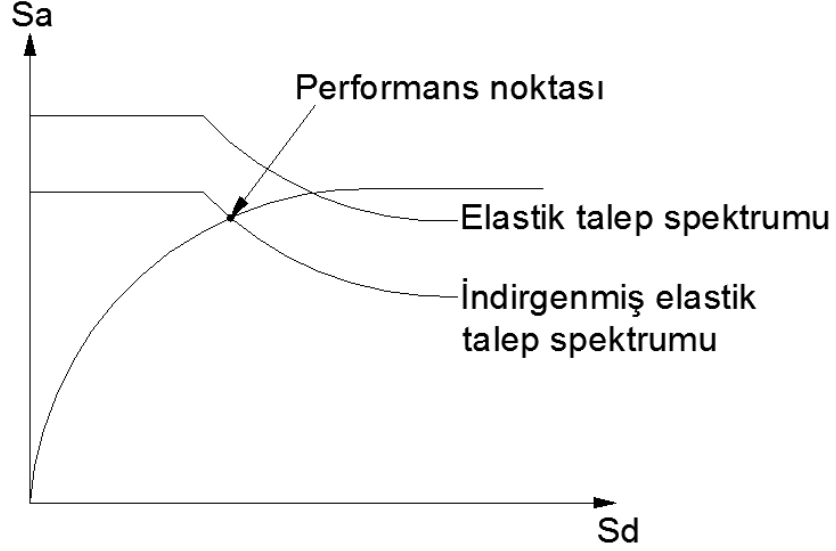 Sa
Performans noktası
Elastik talep spektrumu
İndirgenmiş elastik
talep spektrumu
Sd